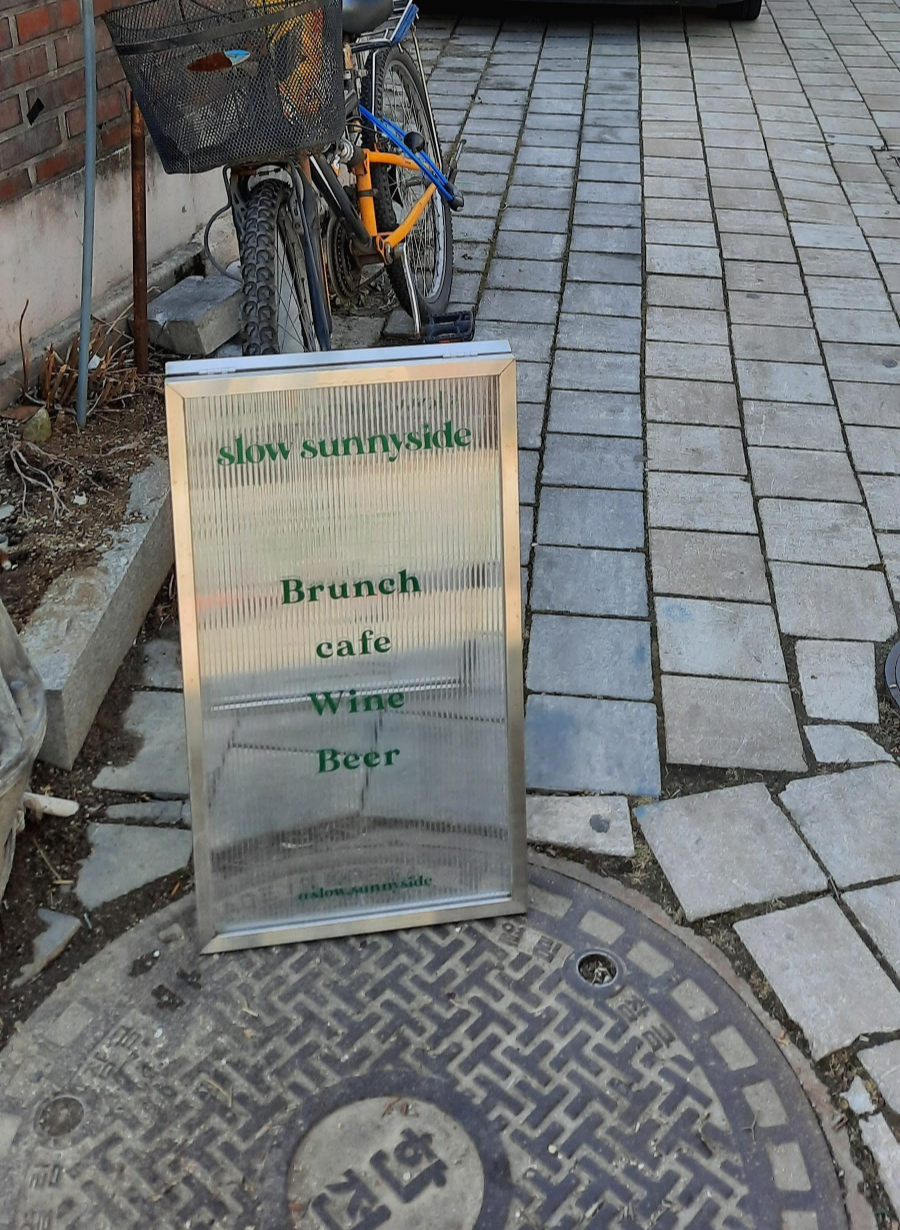 slow sunnyside
Brunch
cafe
Wine
Beer
@slow.sunnyside